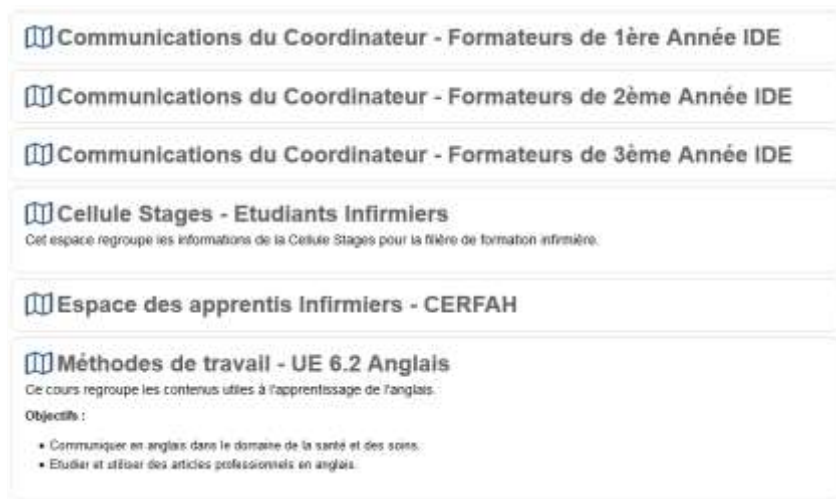 Communications du Coordinateur - Formateurs de 1ère Année IDE
Communications du Coordinateur - Formateurs de 2ème Année IDE
Communications du Coordinateur - Formateurs de 3ème Année IDE
Cellule Stages - Etudiants Infirmiers
Cet espace regroupe les informations de la Cellule Stages pour la filière de formation infirmière.
Espace des apprentis Infirmiers - CERFAH
Méthodes de travail - UE 6.2 Anglais
Ce cours regroupe les contenus utiles à l'apprentissage de l'anglais.
Objectifs :
• Communiquer en anglais dans le domaine de la santé et des soins.
• Etudier et utiliser des articles professionnels en anglais.